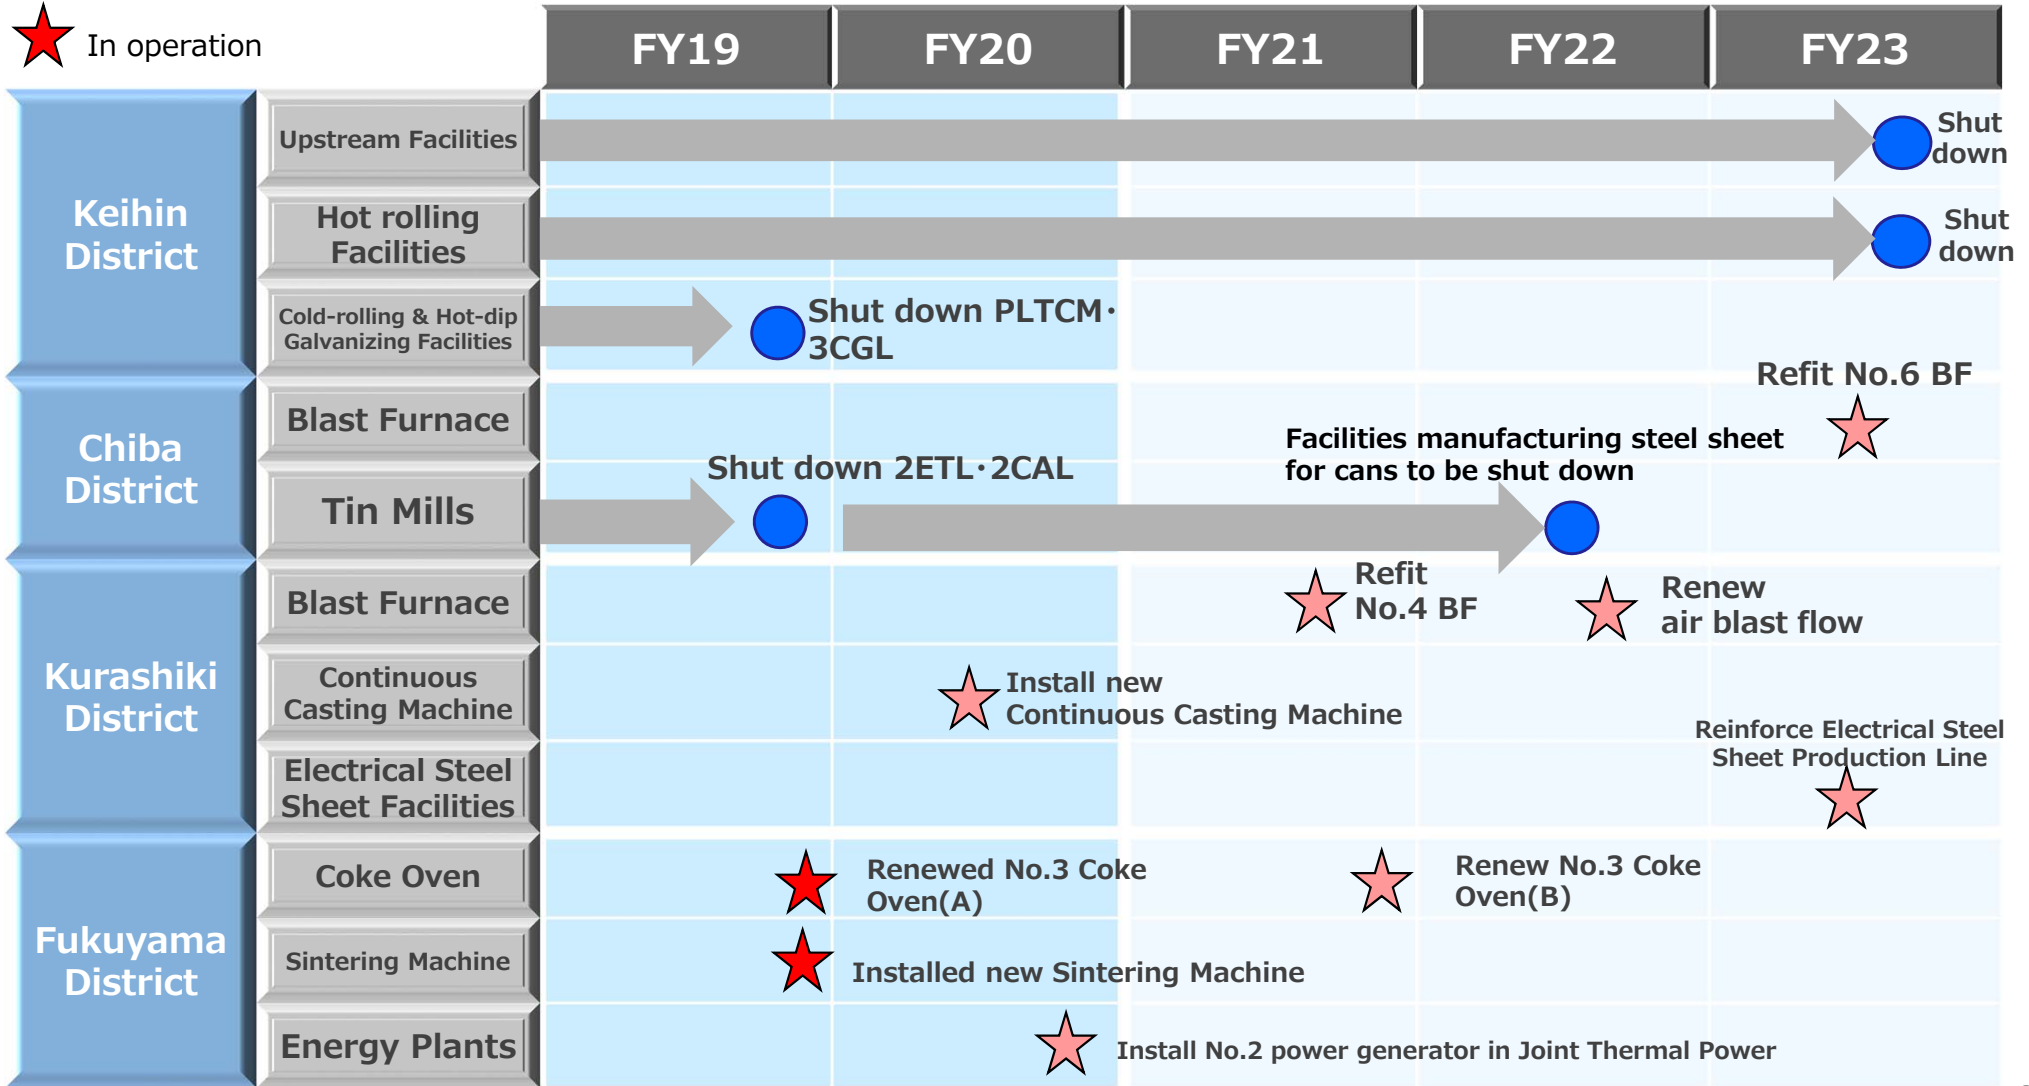 In operation
FY19
FY20
FY21
FY22
FY23
Keihin
District
Upstream Facilities
Shut
down
Hot rolling
Facilities
Shut
down
Cold-rolling & Hot-dip
Galvanizing Facilities
Shut down PLTCM・
3CGL
Chiba
District
Blast Furnace
Refit No.6 BF
Tin Mills
Shut down 2ETL・2CAL
Facilities manufacturing steel sheet
for cans to be shut down
Kurashiki
District
Blast Furnace
Refit
No.4 BF
Renew
air blast flow
Continuous
Casting Machine
Install new
Continuous Casting Machine
Electrical Steel
Sheet Facilities
Reinforce Electrical Steel
Sheet Production Line
Fukuyama
District
Coke Oven
Renewed No.3 Coke
Oven(A)
Renew No.3 Coke
Oven(B)
Sintering Machine
Installed new Sintering Machine
Energy Plants
Install No.2 power generator in Joint Thermal Power